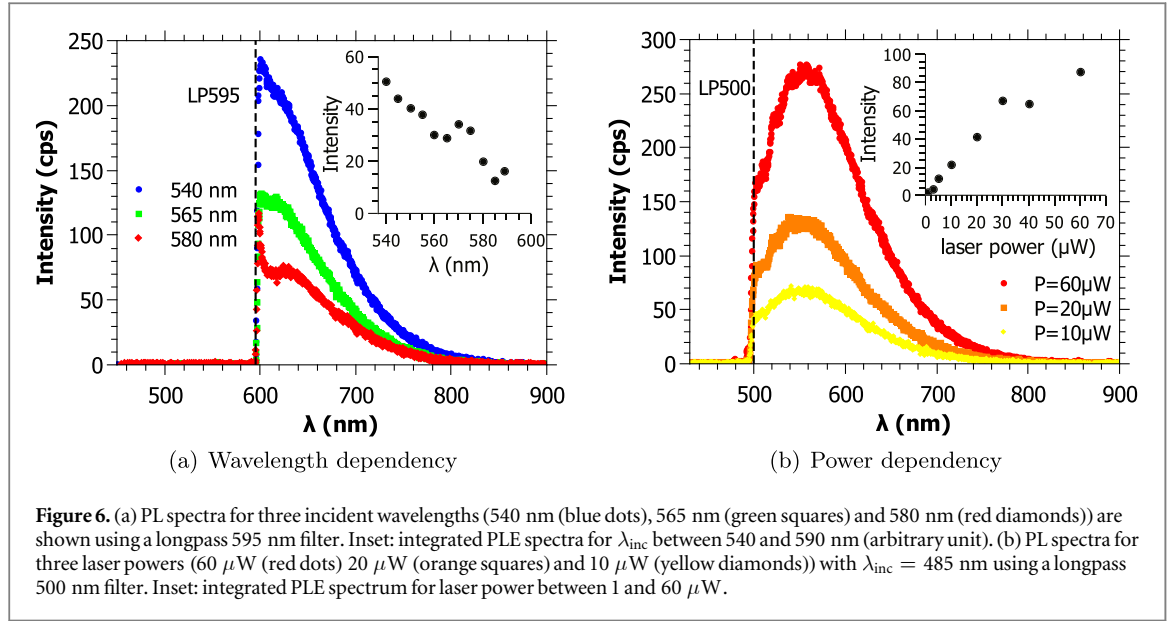 250
200
150
100
50
0
Intensity (cps)
LP595
540 nm
565 nm
580 nm
60
40
20
0
Intensity
540 560 580 600
λ (nm)
500 600 700 800 900
λ (nm)
(a) Wavelength dependency
300
250
200
150
100
50
0
Intensity (cps)
LP500
100
80
60
40
20
0
Intensity
0 10 20 30 40 50 60 70
laser power (µW)
P=60µW
P=20µW
P=10µW
500 600 700 800 900
λ (nm)
(b) Power dependency
Figure 6. (a) PL spectra for three incident wavelengths (540 nm (blue dots), 565 nm (green squares) and 580 nm (red diamonds)) are
shown using a longpass 595 nm filter. Inset: integrated PLE spectra for λinc between 540 and 590 nm (arbitrary unit). (b) PL spectra for
three laser powers (60 μW (red dots) 20 μW (orange squares) and 10 μW (yellow diamonds)) with λinc = 485 nm using a longpass
500 nm filter. Inset: integrated PLE spectrum for laser power between 1 and 60 μW.